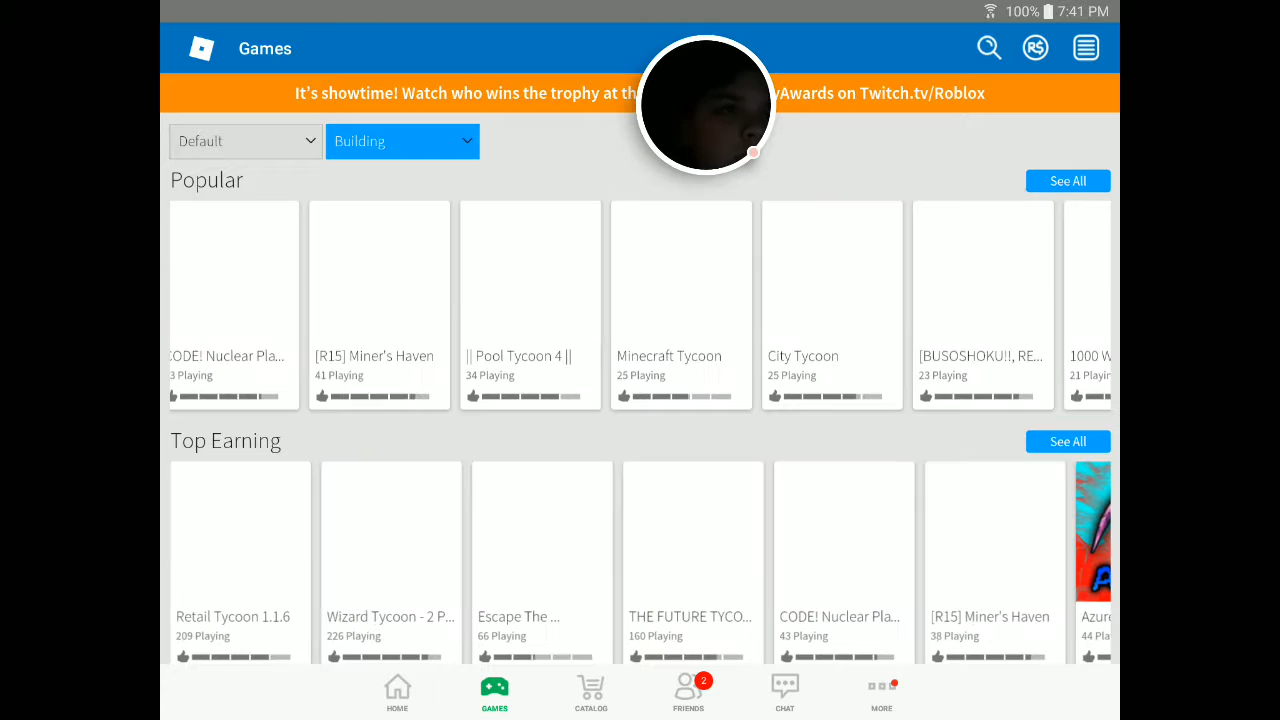 100% 7:41 PM
Games
R$
It's showtime! Watch who wins the trophy at th yAwards on Twitch.tv/Roblox
Default Building
Popular See All
CODE! Nuclear Pla... [R15] Miner's Haven || Pool Tycoon 4 || Minecraft Tycoon City Tycoon [BUSOSHOKU!!, RE... 1000 W
3 Playing 41 Playing 34 Playing 25 Playing 25 Playing 23 Playing 21 Playin
Top Earning See All
Retail Tycoon 1.1.6 Wizard Tycoon - 2 P... Escape The ... THE FUTURE TYCO... CODE! Nuclear Pla... [R15] Miner's Haven Azure
209 Playing 226 Playing 66 Playing 160 Playing 43 Playing 38 Playing 44 Pla
2
HOME GAMES CATALOG FRIENDS CHAT MORE